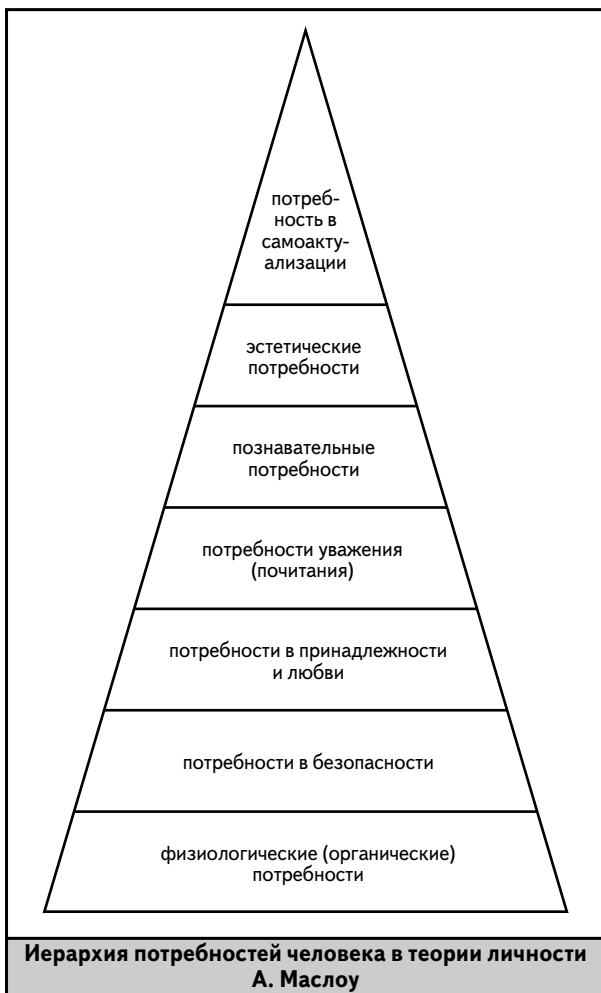 потреб-
ность в
самоакту-
ализации
эстетические
потребности
познавательные
потребности
потребности уважения
(почитания)
потребности в принадлежности
и любви
потребности в безопасности
физиологические (органические)
потребности
Иерархия потребностей человека в теории личности
А. Маслоу